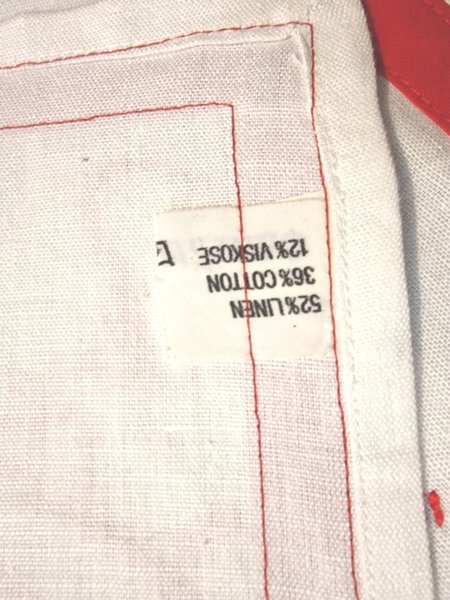 52% LINEN
36% COTTON
12% VISKOSE